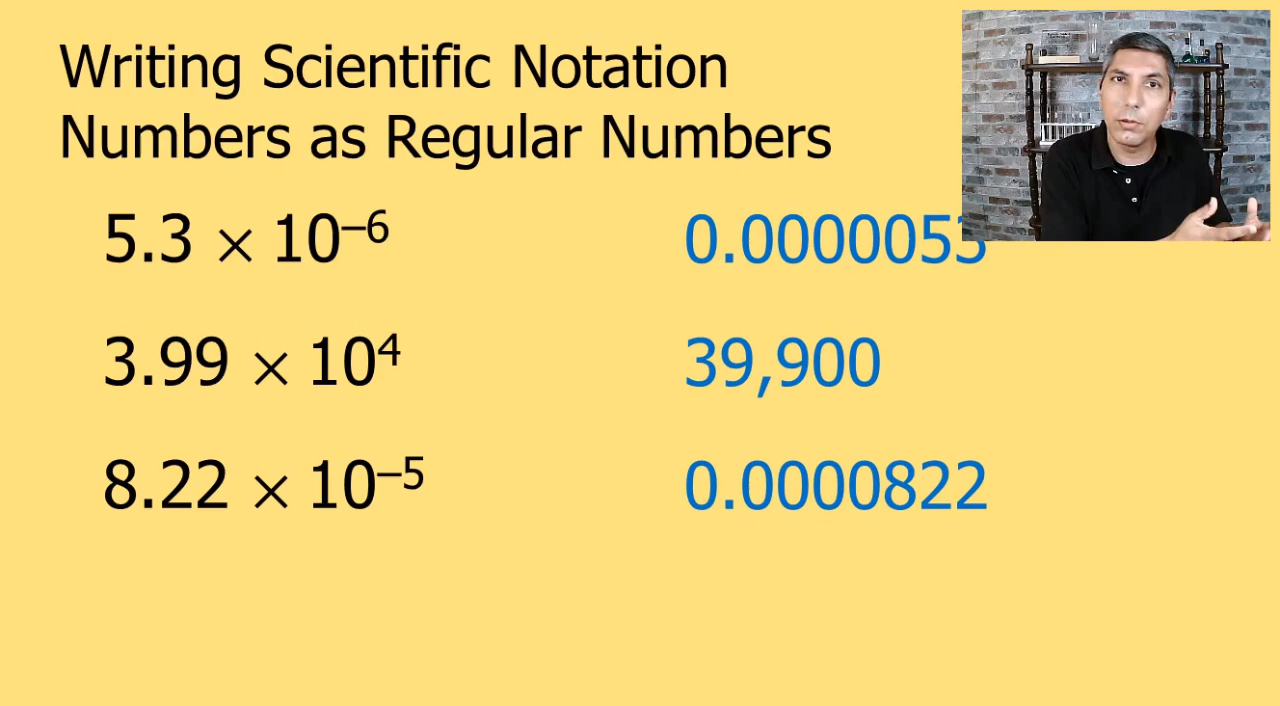 Writing Scientific Notation
Numbers as Regular Numbers
5.3 × 10⁻⁶ 0.0000053
3.99 × 10⁴ 39,900
8.22 × 10⁻⁵ 0.0000822